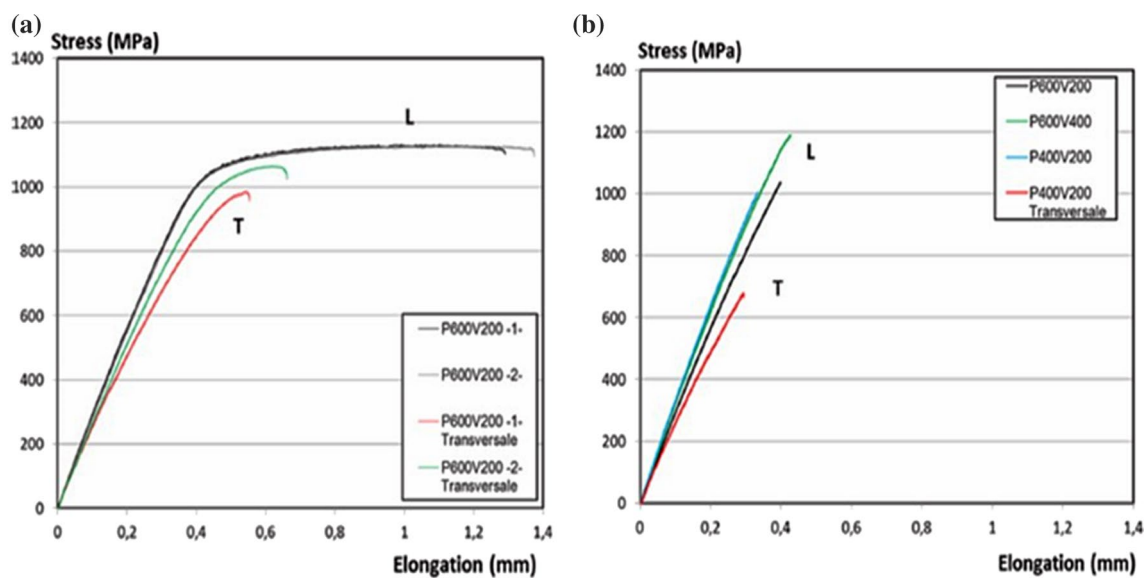 (a)
Stress (MPa)
1400
1200
1000
800
600
400
200
0
0
0,2
0,4
0,6
0,8
1
1,2
1,4
Elongation (mm)
L
T
P600V200 -1-
P600V200 -2-
P600V200 -1-
Transversale
P600V200 -2-
Transversale
(b)
Stress (MPa)
1400
1200
1000
800
600
400
200
0
0
0,2
0,4
0,6
0,8
1
1,2
1,4
Elongation (mm)
L
T
P600V200
P600V400
P400V200
P400V200
Transversale